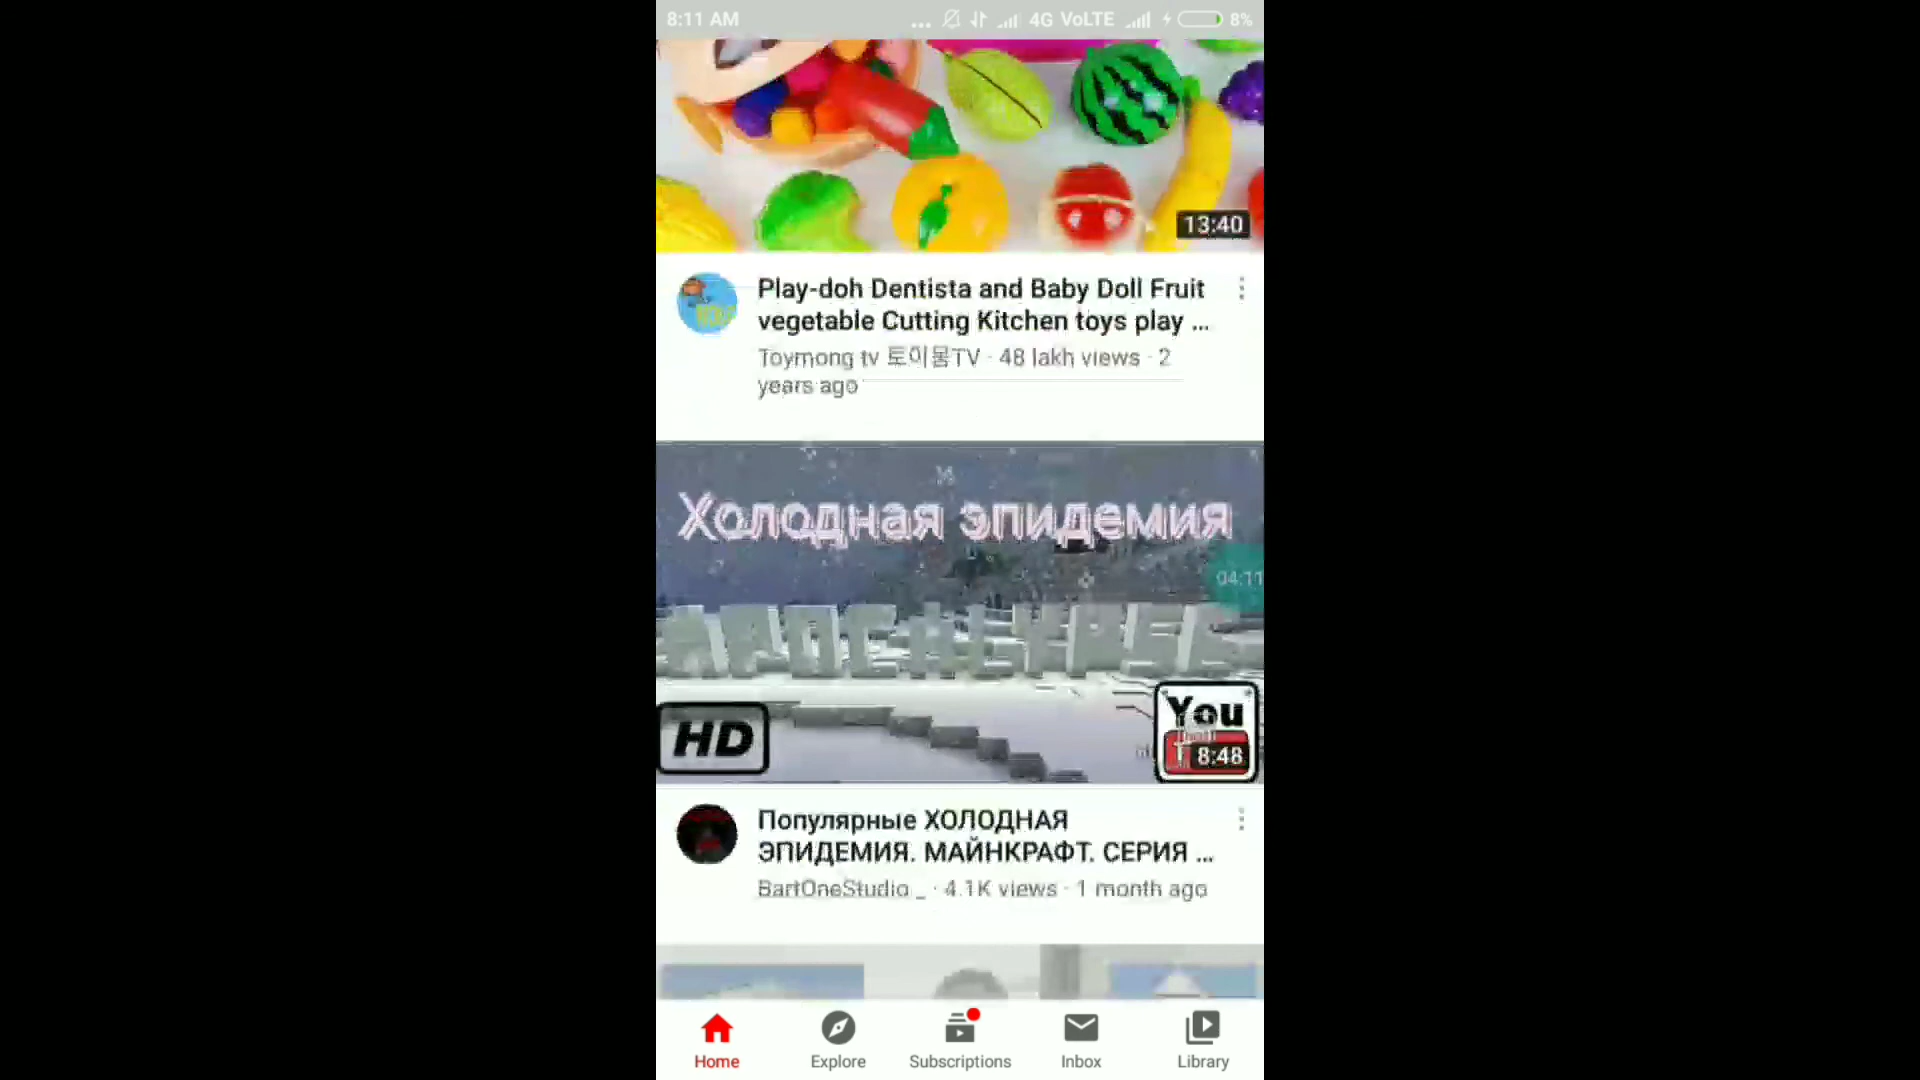 8:11 AM ... 4G VoLTE 8%
13:40
Play-doh Dentista and Baby Doll Fruit
vegetable Cutting Kitchen toys play ...
Toymong tv 토이몽TV · 48 lakh views · 2
years ago
Холодная эпидемия
04:11
APOCALYPSE
HD
You
8:48
Популярные ХОЛОДНАЯ
ЭПИДЕМИЯ. МАЙНКРАФТ. СЕРИЯ ...
BartOneStudio _ · 4.1K views · 1 month ago
Home Explore Subscriptions Inbox Library